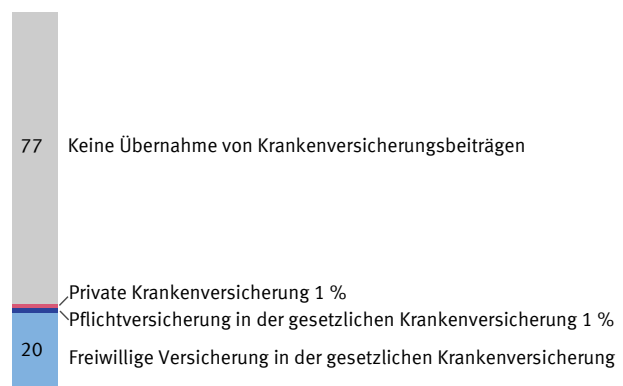 77 Keine Übernahme von Krankenversicherungsbeiträgen
Private Krankenversicherung 1 %
Pflichtversicherung in der gesetzlichen Krankenversicherung 1 %
20 Freiwillige Versicherung in der gesetzlichen Krankenversicherung